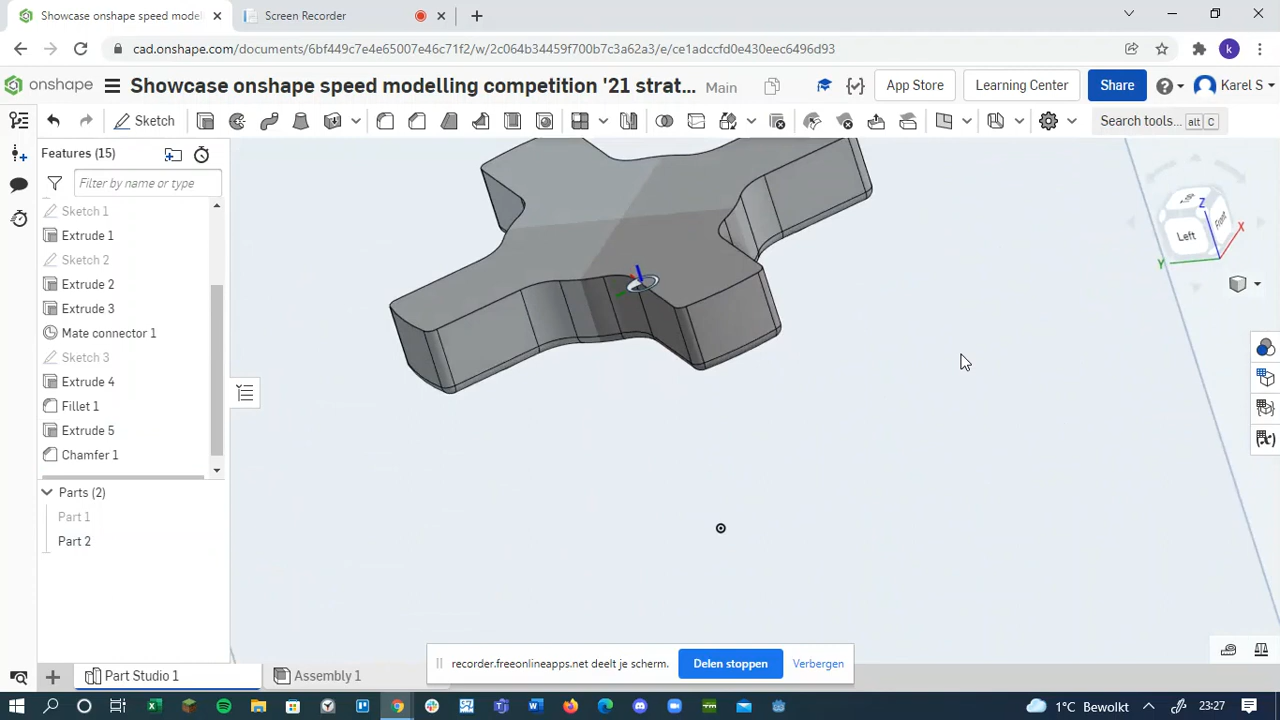 Showcase onshape speed modelli
Screen Recorder
cad.onshape.com/documents/6bf449c7e4e65007e46c71f2/w/2c064b34459f700b7c3a62a3/e/ce1adccfd0e430eec6496d93
k
onshape
Showcase onshape speed modelling competition '21 strat...
Main
App Store
Learning Center
Share
Karel S
Sketch
Search tools...
alt
C
Features (15)
Filter by name or type
Sketch 1
Extrude 1
Sketch 2
Extrude 2
Extrude 3
Mate connector 1
Sketch 3
Extrude 4
Fillet 1
Extrude 5
Chamfer 1
Parts (2)
Part 1
Part 2
Z
Left
Front
X
Y
recorder.freeonlineapps.net deelt je scherm.
Delen stoppen
Verbergen
Part Studio 1
Assembly 1
1°C Bewolkt
23:27